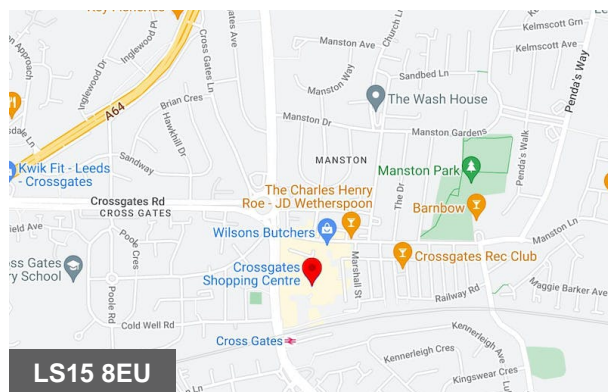 Inglewood Pl
Inglewood Dr
Cross Gates Ln
Cross Gates Ave
Church Ln
Kelmscott Grn
Kelmscott Ave
Manston Ave
Sandbed Ln
Penda's Way
Manston Way
The Wash House
A64
Brian Cres
Hawkhill Dr
Sandway
Manston Dr
Manston Gardens
MANSTON
Manston Park
Penda's Walk
Kwik Fit - Leeds
- Crossgates
Crossgates Rd
CROSS GATES
The Charles Henry
Roe - JD Wetherspoon
The Dr
Barnbow
Wilsons Butchers
Manston Ln
Poole Cres
Poole Rd
Crossgates
Shopping Centre
Marshall St
Crossgates Rec Club
Railway Rd
Maggie Barker Ave
Cold Well Rd
Cross Gates
Kennerleigh Ave
Kennerleigh Cres
Kingswear Cres
LS15 8EU